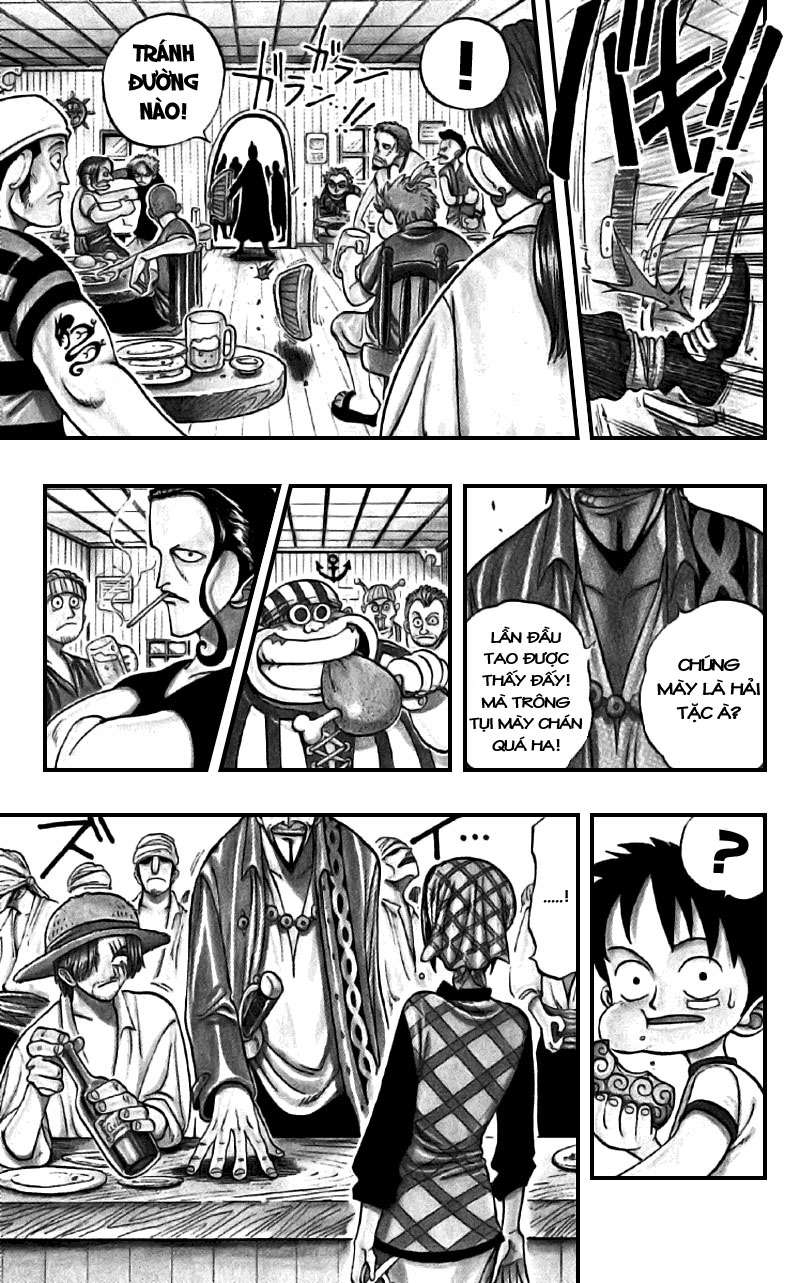 バキ!!
!
ガラン
ガラン…
TRÁNH
ĐƯỜNG
NÀO!
CHÚNG
MÀY LÀ HẢI
TẶC À?
LẦN ĐẦU
TAO ĐƯỢC
THẤY ĐẤY!
MÀ TRÔNG
TỤI MÀY CHÁN
QUÁ HA!
?
......!